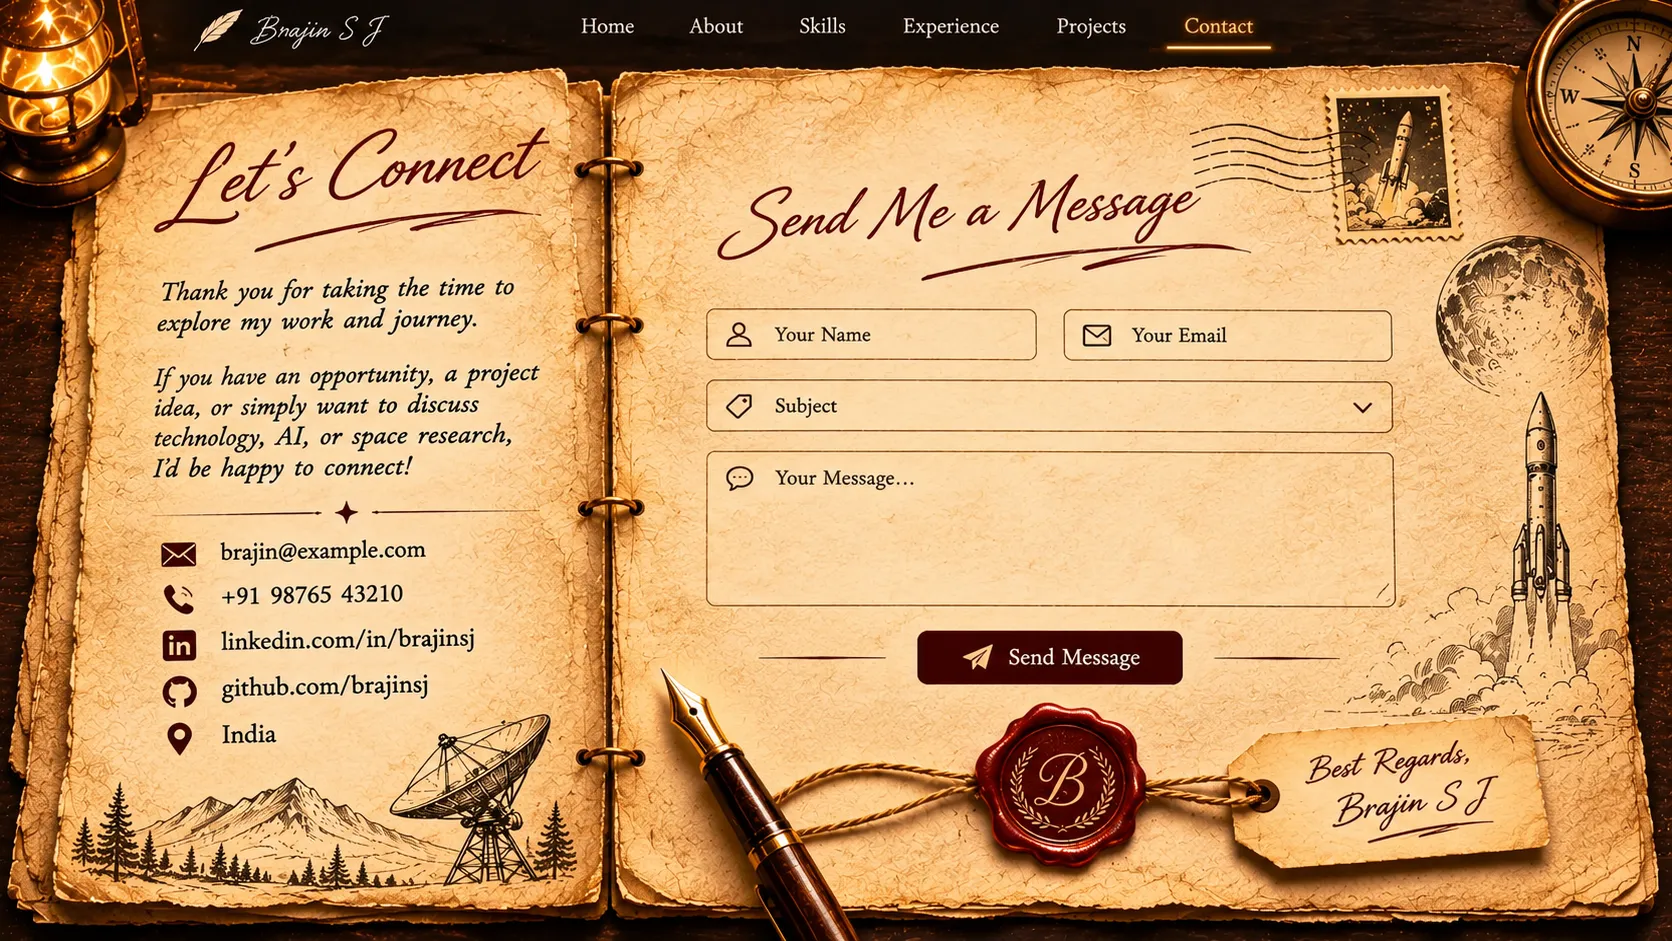 Brajin S J
Home
About
Skills
Experience
Projects
Contact
N
W
S
Let's Connect
Thank you for taking the time to
explore my work and journey.
If you have an opportunity, a project
idea, or simply want to discuss
technology, AI, or space research,
I'd be happy to connect!
brajin@example.com
+91 98765 43210
in
linkedin.com/in/brajinsj
github.com/brajinsj
India
Send Me a Message
Your Name
Your Email
Subject
Your Message...
Send Message
B
Best Regards,
Brajin S J